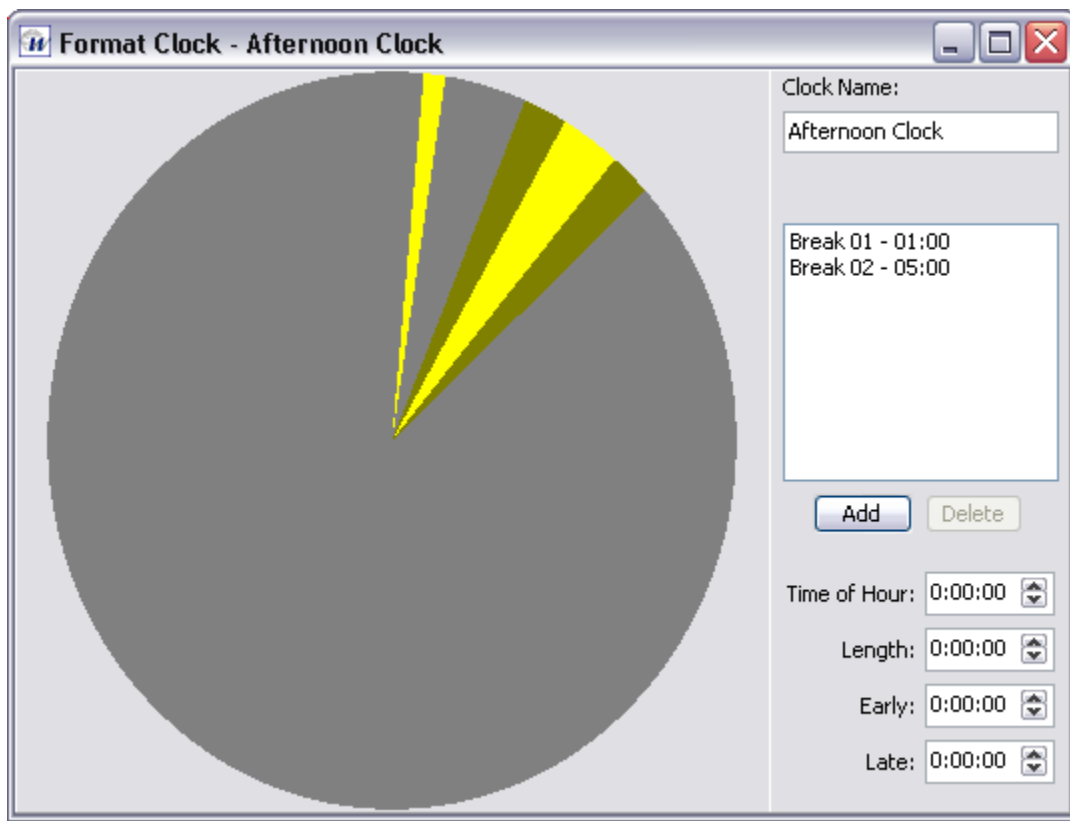 Format Clock - Afternoon Clock
Clock Name:
Afternoon Clock
Break 01 - 01:00
Break 02 - 05:00
Add Delete
Time of Hour: 0:00:00
Length: 0:00:00
Early: 0:00:00
Late: 0:00:00